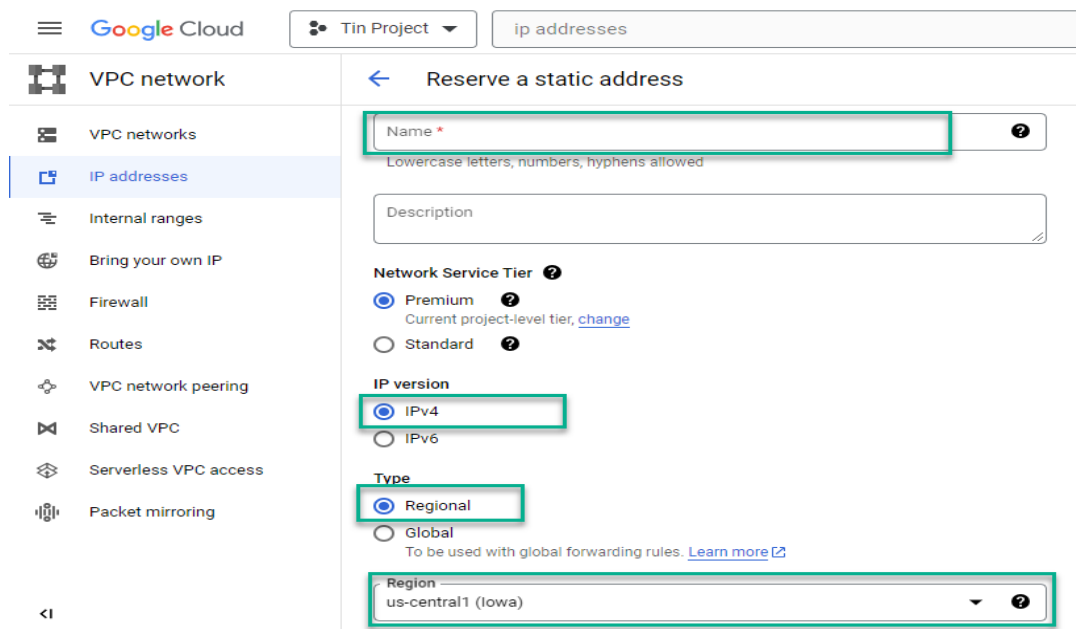 Google Cloud
Tin Project
ip addresses
VPC network
Reserve a static address
VPC networks
IP addresses
Internal ranges
Bring your own IP
Firewall
Routes
VPC network peering
Shared VPC
Serverless VPC access
Packet mirroring
Name *
Lowercase letters, numbers, hyphens allowed
Description
Network Service Tier
Premium
Current project-level tier, change
Standard
IP version
IPv4
IPv6
Type
Regional
Global
To be used with global forwarding rules. Learn more
Region
us-central1 (Iowa)